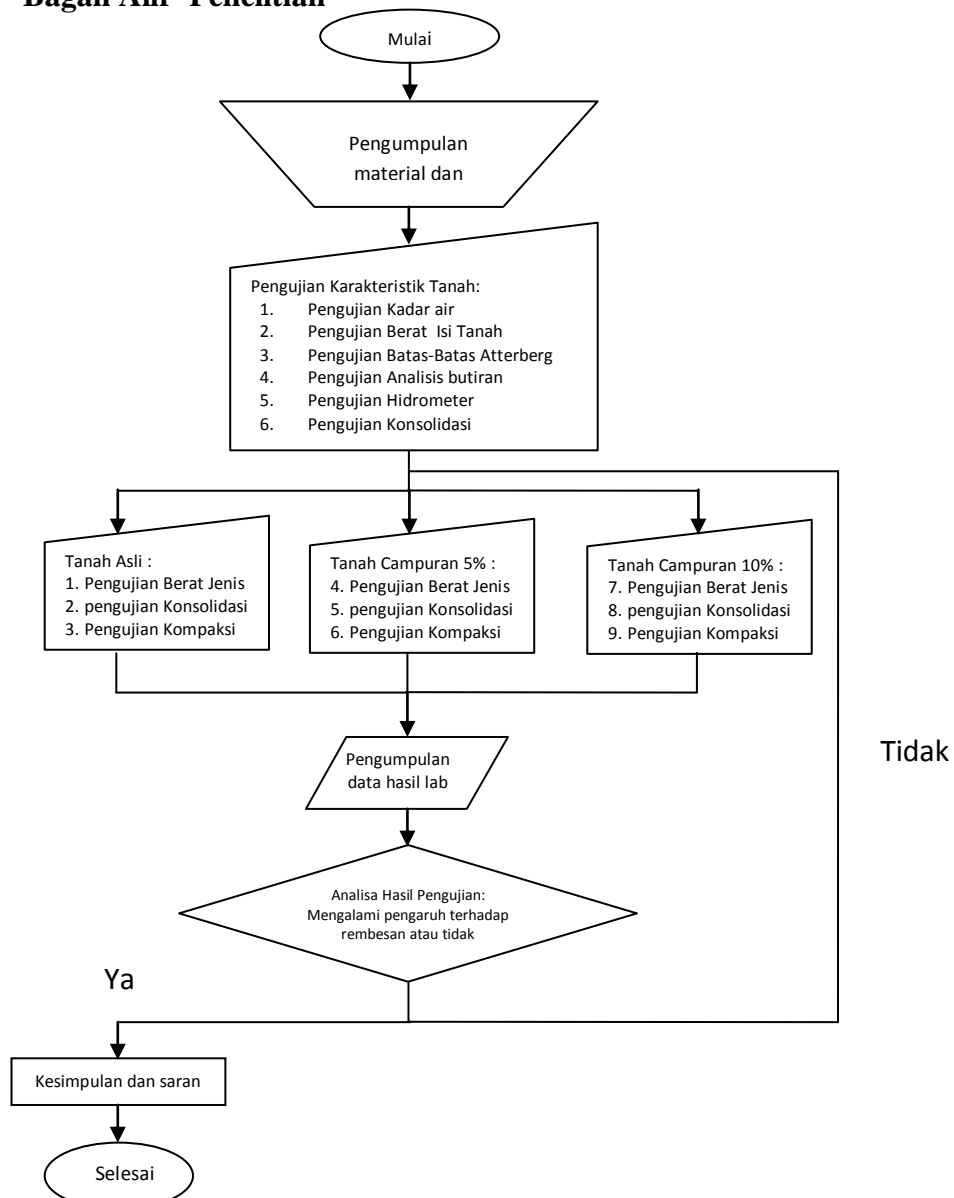 Bagan Alir Penelitian
Mulai
Pengumpulan
material dan
Pengujian Karakteristik Tanah:
1. Pengujian Kadar air
2. Pengujian Berat Isi Tanah
3. Pengujian Batas-Batas Atterberg
4. Pengujian Analisis butiran
5. Pengujian Hidrometer
6. Pengujian Konsolidasi
Tanah Asli :
1. Pengujian Berat Jenis
2. pengujian Konsolidasi
3. Pengujian Kompaksi
Tanah Campuran 5% :
4. Pengujian Berat Jenis
5. pengujian Konsolidasi
6. Pengujian Kompaksi
Tanah Campuran 10% :
7. Pengujian Berat Jenis
8. pengujian Konsolidasi
9. Pengujian Kompaksi
Tidak
Pengumpulan
data hasil lab
Analisa Hasil Pengujian:
Mengalami pengaruh terhadap
rembesan atau tidak
Ya
Kesimpulan dan saran
Selesai